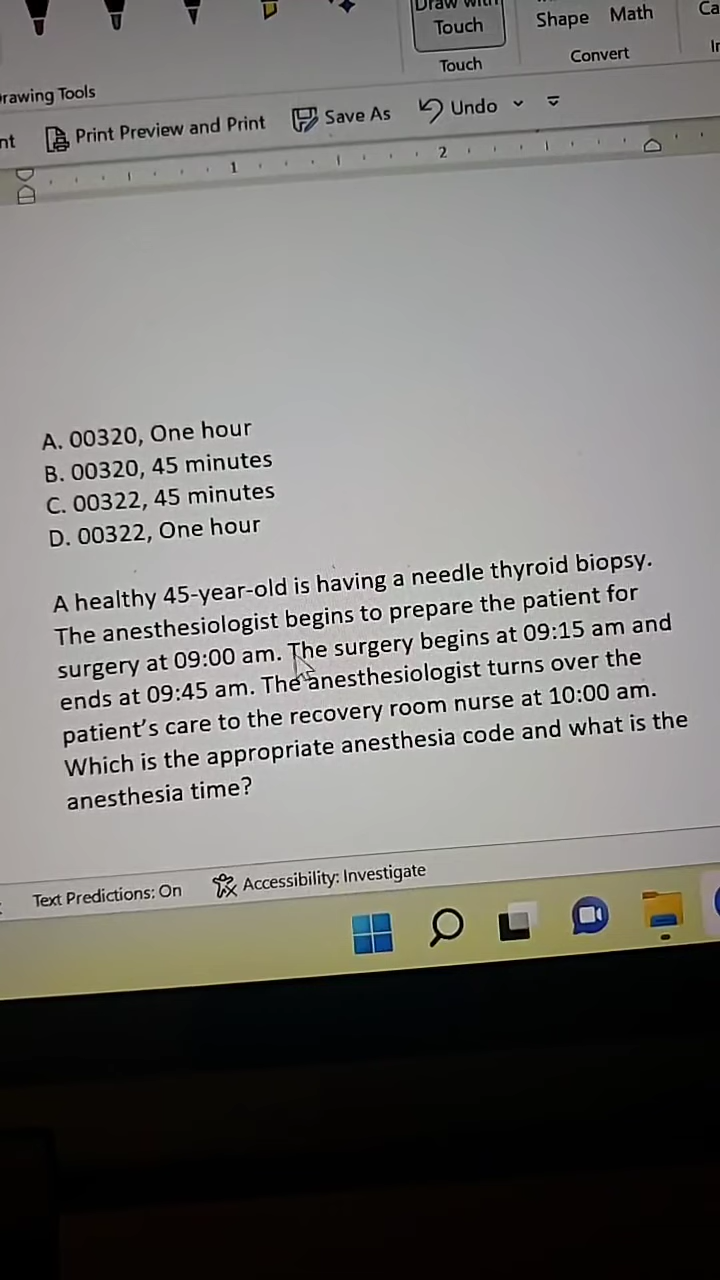 Draw with
Touch
Shape Math
Drawing Tools
Touch
Convert
Print Preview and Print Save As Undo
1 2
A. 00320, One hour
B. 00320, 45 minutes
C. 00322, 45 minutes
D. 00322, One hour
A healthy 45-year-old is having a needle thyroid biopsy.
The anesthesiologist begins to prepare the patient for
surgery at 09:00 am. The surgery begins at 09:15 am and
ends at 09:45 am. The anesthesiologist turns over the
patient's care to the recovery room nurse at 10:00 am.
Which is the appropriate anesthesia code and what is the
anesthesia time?
Text Predictions: On Accessibility: Investigate